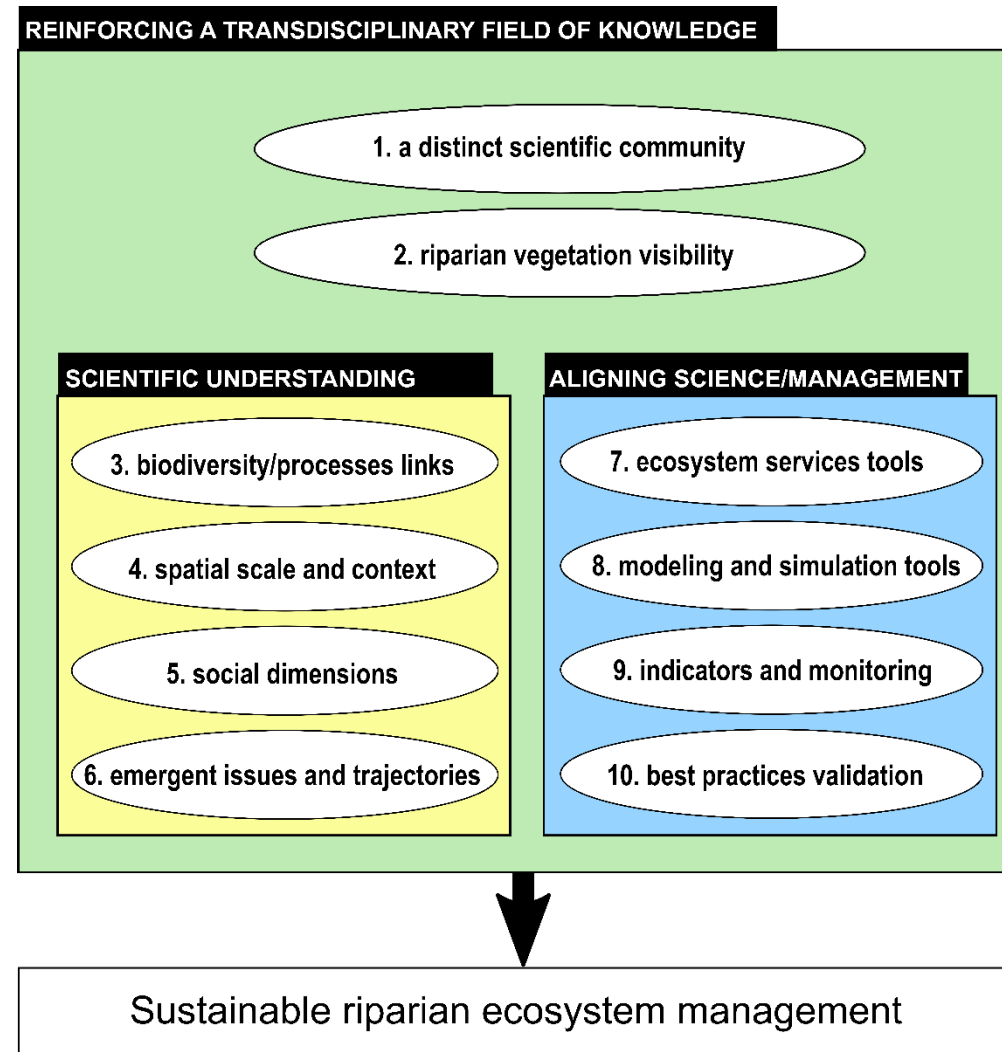 REINFORCING A TRANSDISCIPLINARY FIELD OF KNOWLEDGE
1. a distinct scientific community
2. riparian vegetation visibility
SCIENTIFIC UNDERSTANDING
3. biodiversity/processes links
4. spatial scale and context
5. social dimensions
6. emergent issues and trajectories
ALIGNING SCIENCE/MANAGEMENT
7. ecosystem services tools
8. modeling and simulation tools
9. indicators and monitoring
10. best practices validation
Sustainable riparian ecosystem management